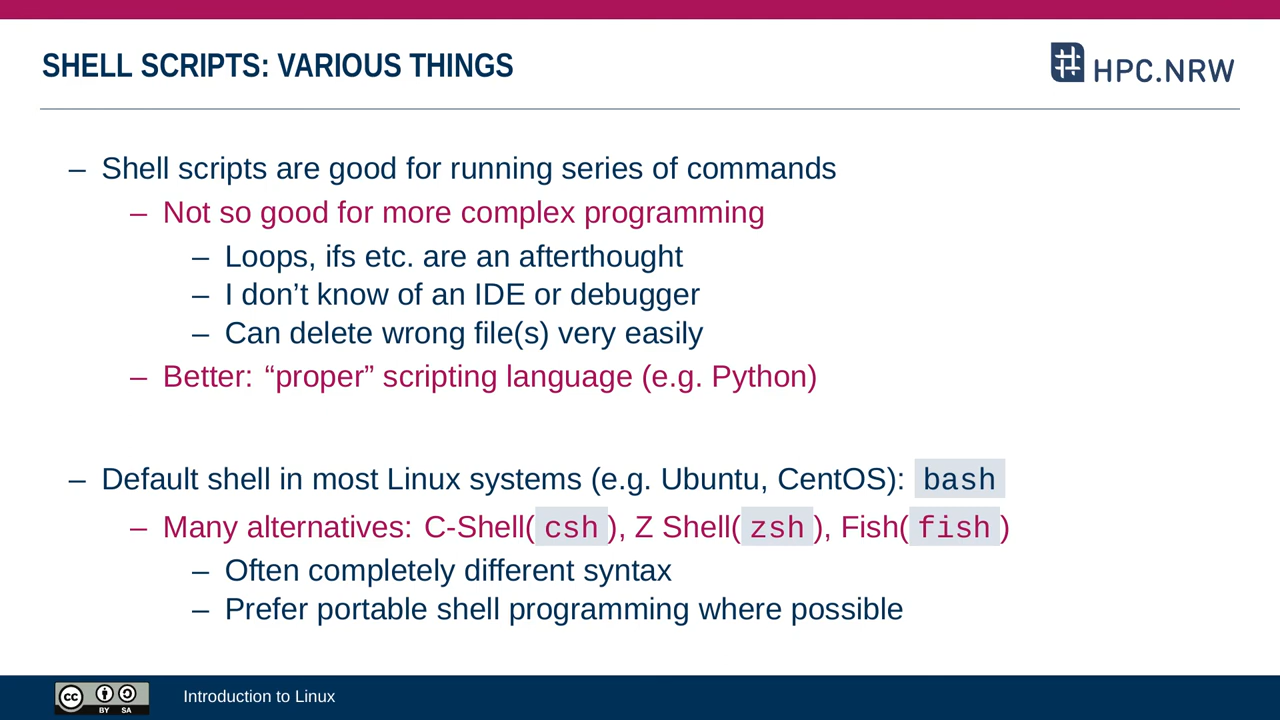 SHELL SCRIPTS: VARIOUS THINGS
HPC.NRW
– Shell scripts are good for running series of commands
– Not so good for more complex programming
– Loops, ifs etc. are an afterthought
– I don’t know of an IDE or debugger
– Can delete wrong file(s) very easily
– Better: “proper” scripting language (e.g. Python)
– Default shell in most Linux systems (e.g. Ubuntu, CentOS): bash
– Many alternatives: C-Shell( csh ), Z Shell( zsh ), Fish( fish )
– Often completely different syntax
– Prefer portable shell programming where possible
cc BY SA
Introduction to Linux